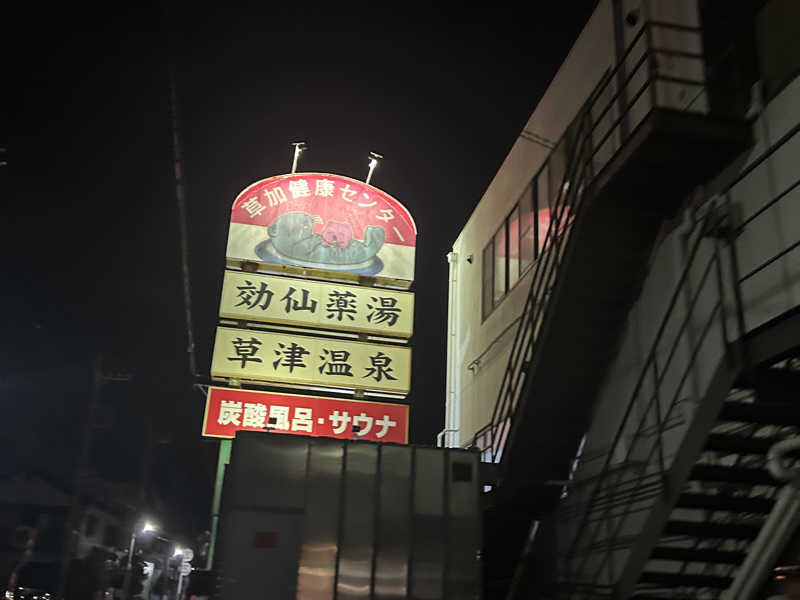 草加健康センター
効仙薬湯
草津温泉
炭酸風呂・サウナ